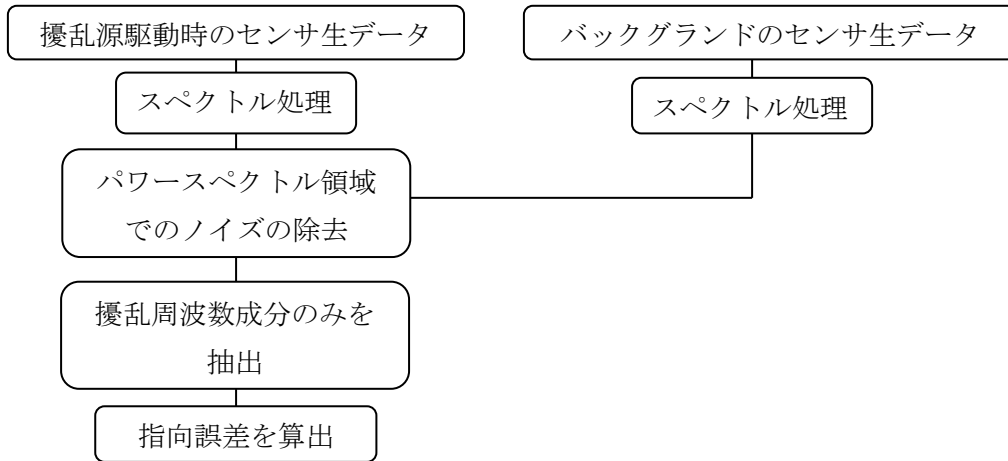 擾乱源駆動時のセンサ生データ
バックグランドのセンサ生データ
スペクトル処理
スペクトル処理
パワースペクトル領域
でのノイズの除去
擾乱周波数成分のみを
抽出
指向誤差を算出